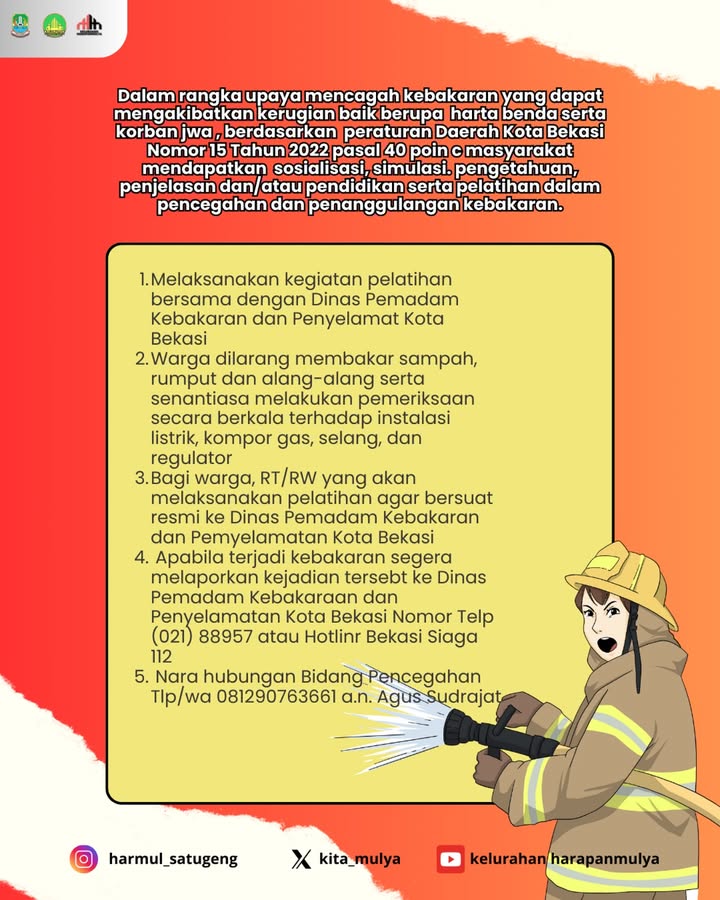 Dalam rangka upaya mencagah kebakaran yang dapat
mengakibatkan kerugian baik berupa harta benda serta
korban jwa , berdasarkan peraturan Daerah Kota Bekasi
Nomor 15 Tahun 2022 pasal 40 poin c masyarakat
mendapatkan sosialisasi, simulasi. pengetahuan,
penjelasan dan/atau pendidikan serta pelatihan dalam
pencegahan dan penanggulangan kebakaran.
1. Melaksanakan kegiatan pelatihan
bersama dengan Dinas Pemadam
Kebakaran dan Penyelamat Kota
Bekasi
2. Warga dilarang membakar sampah,
rumput dan alang-alang serta
senantiasa melakukan pemeriksaan
secara berkala terhadap instalasi
listrik, kompor gas, selang, dan
regulator
3. Bagi warga, RT/RW yang akan
melaksanakan pelatihan agar bersuat
resmi ke Dinas Pemadam Kebakaran
dan Pemyelamatan Kota Bekasi
4. Apabila terjadi kebakaran segera
melaporkan kejadian tersebt ke Dinas
Pemadam Kebakaraan dan
Penyelamatan Kota Bekasi Nomor Telp
(021) 88957 atau Hotlinr Bekasi Siaga
112
5. Nara hubungan Bidang Pencegahan
Tlp/wa 081290763661 a.n. Agus Sudrajat
harmul_satugeng
kita_mulya
kelurahan harapanmulya